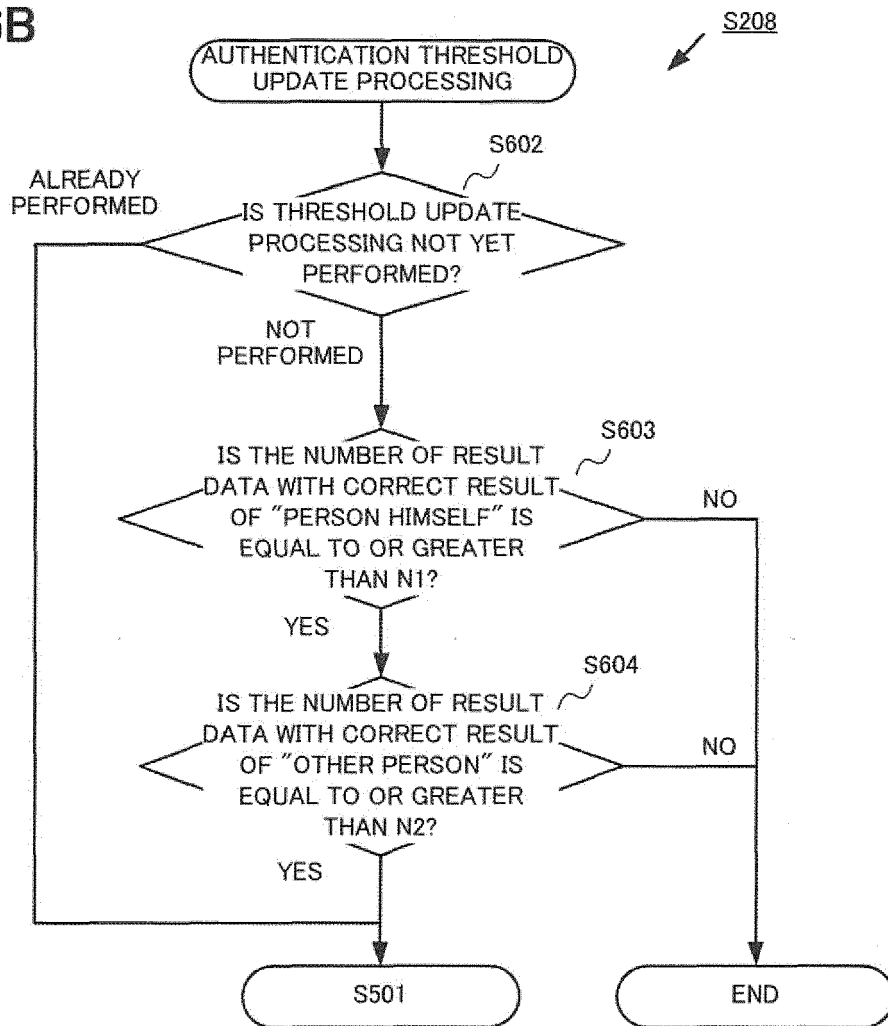 6B
S208
AUTHENTICATION THRESHOLD
UPDATE PROCESSING
S602
ALREADY
PERFORMED
IS THRESHOLD UPDATE
PROCESSING NOT YET
PERFORMED?
NOT
PERFORMED
S603
IS THE NUMBER OF RESULT
DATA WITH CORRECT RESULT
OF "PERSON HIMSELF" IS
EQUAL TO OR GREATER
THAN N1?
NO
YES
S604
IS THE NUMBER OF RESULT
DATA WITH CORRECT RESULT
OF "OTHER PERSON" IS
EQUAL TO OR GREATER
THAN N2?
NO
YES
S501
END